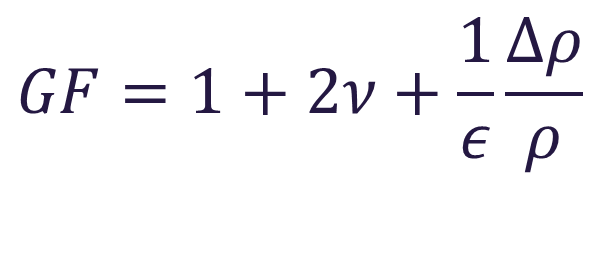 GF = 1 + 2ν + 1/ϵ Δρ/ρ